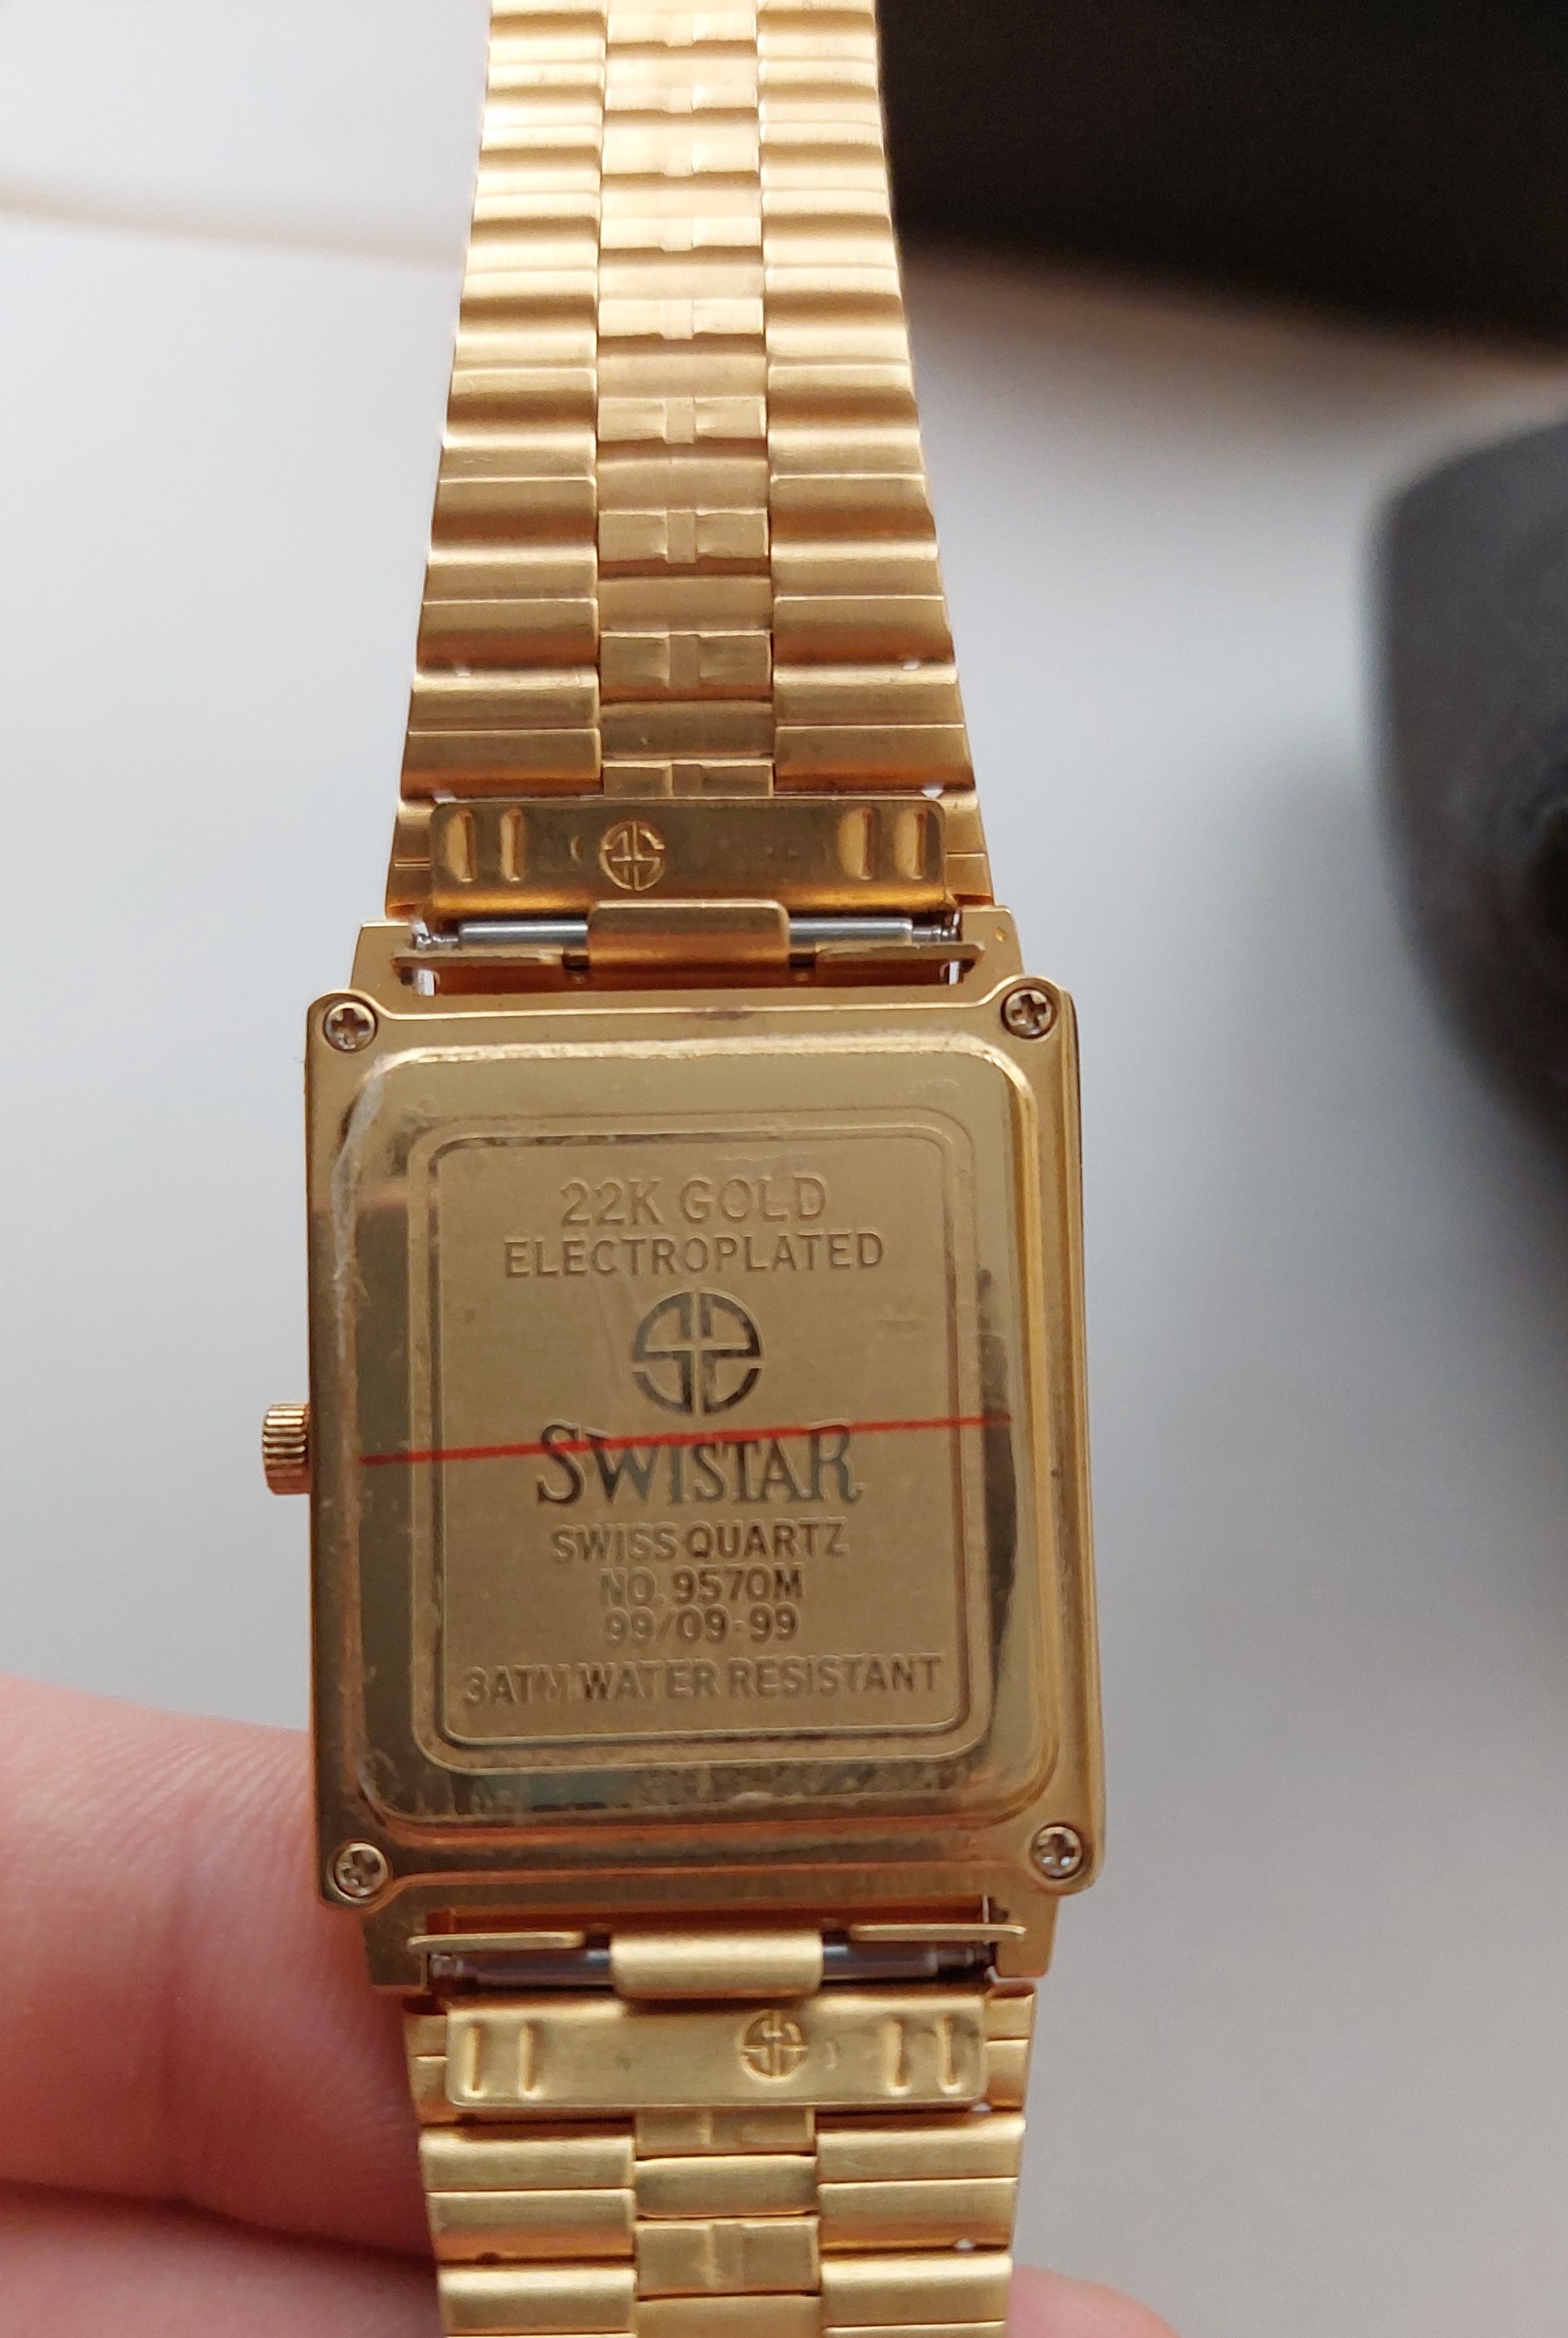 22K GOLD
ELECTROPLATED
SWISTAR
SWISS QUARTZ
NO. 9570M
99/09-99
3ATM WATER RESISTANT